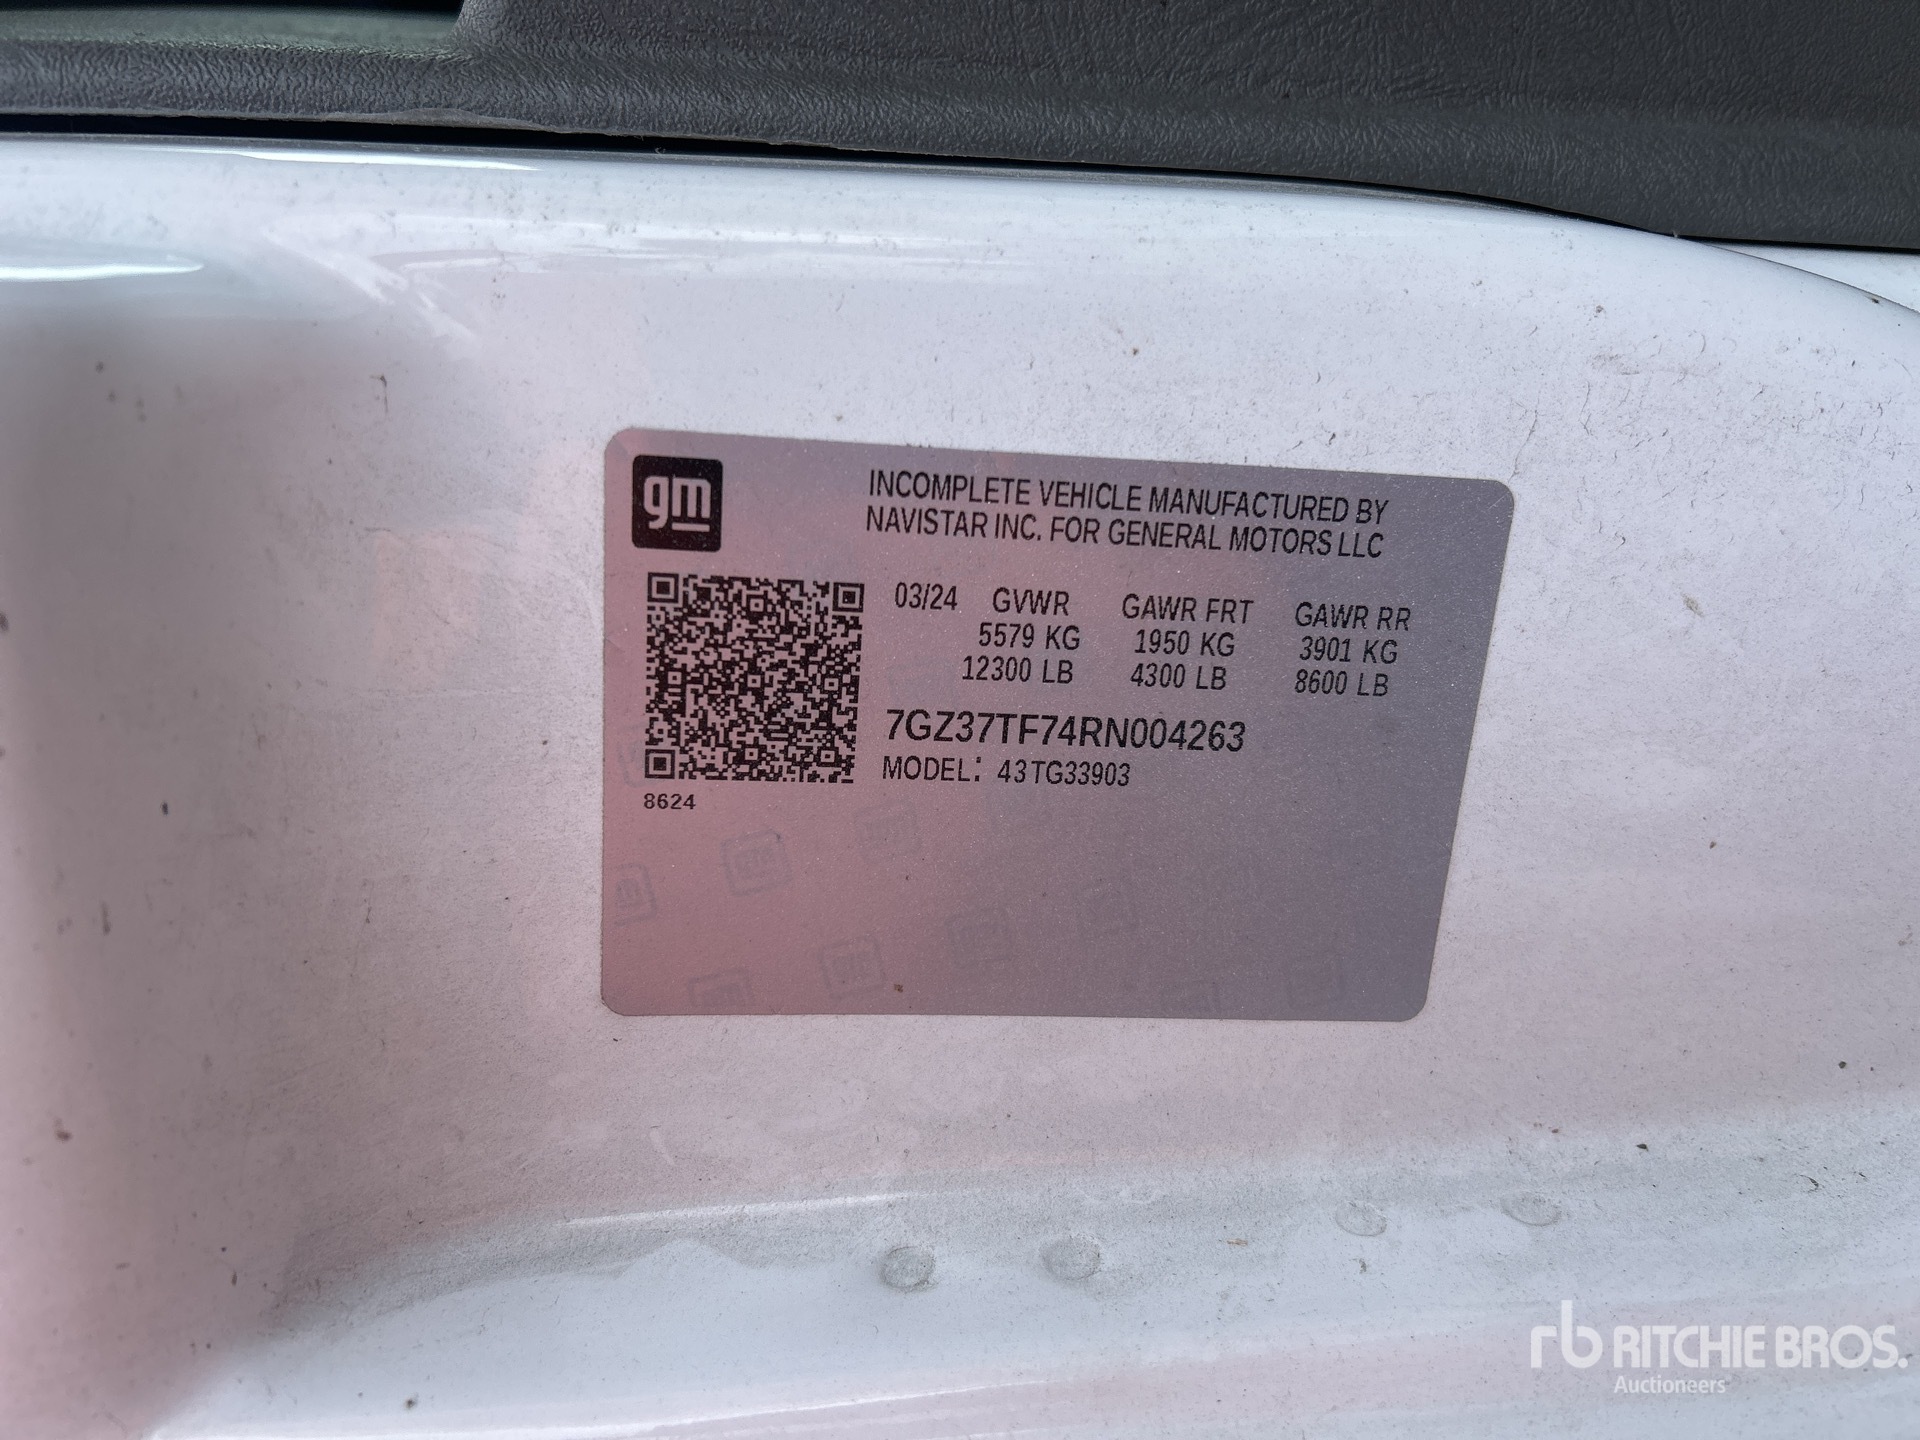 gm
INCOMPLETE VEHICLE MANUFACTURED BY
NAVISTAR INC. FOR GENERAL MOTORS LLC
03/24 GVWR GAWR FRT GAWR RR
5579 KG 1950 KG 3901 KG
12300 LB 4300 LB 8600 LB
7GZ37TF74RN004263
MODEL: 43TG33903
8624
rb RITCHIE BROS.
Auctioneers